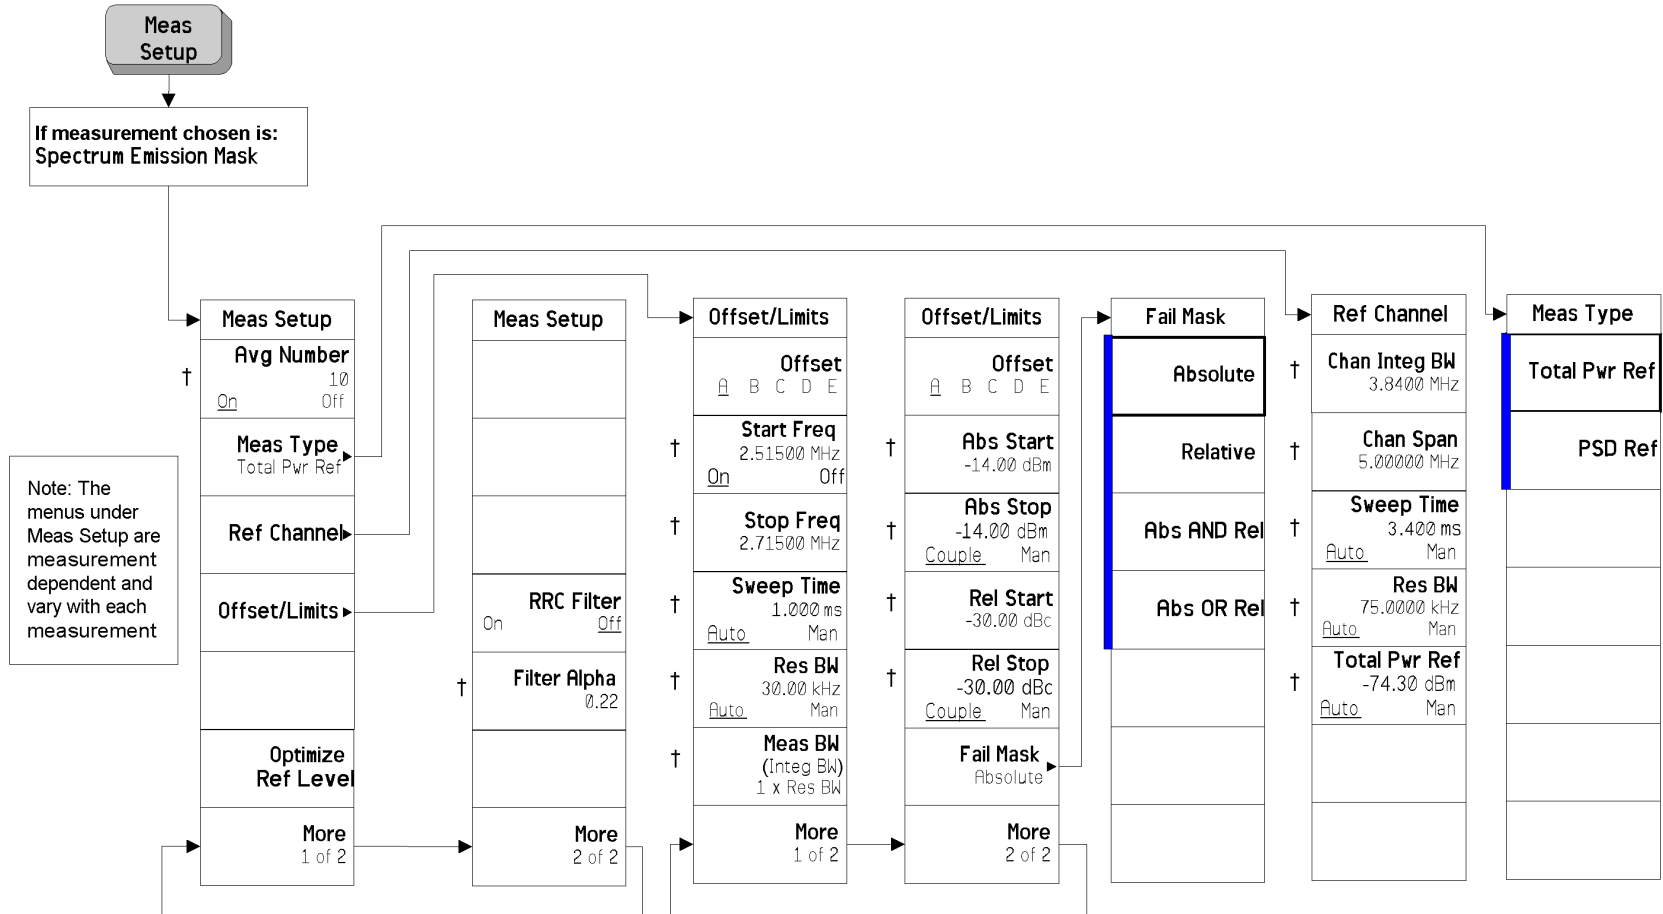 Meas
Setup
If measurement chosen is:
Spectrum Emission Mask
Note: The
menus under
Meas Setup are
measurement
dependent and
vary with each
measurement
Meas Setup
Avg Number
†
10
On Off
Meas Type
Total Pwr Ref
Ref Channel
Offset/Limits
Optimize
Ref Level
More
1 of 2
Meas Setup
RRC Filter
On Off
†
Filter Alpha
0.22
More
2 of 2
Offset/Limits
Offset
A B C D E
†
Start Freq
2.51500 MHz
On Off
†
Stop Freq
2.71500 MHz
†
Sweep Time
1.000 ms
Auto Man
†
Res BW
30.00 kHz
Auto Man
†
Meas BW
(Integ BW)
1 x Res BW
More
1 of 2
Offset/Limits
Offset
A B C D E
†
Abs Start
-14.00 dBm
†
Abs Stop
-14.00 dBm
Couple Man
†
Rel Start
-30.00 dBc
†
Rel Stop
-30.00 dBc
Couple Man
Fail Mask
Absolute
More
2 of 2
Fail Mask
Absolute
Relative
Abs AND Rel
Abs OR Rel
Ref Channel
†
Chan Integ BW
3.8400 MHz
†
Chan Span
5.00000 MHz
†
Sweep Time
3.400 ms
Auto Man
†
Res BW
75.0000 kHz
Auto Man
†
Total Pwr Ref
-74.30 dBm
Auto Man
Meas Type
Total Pwr Ref
PSD Ref